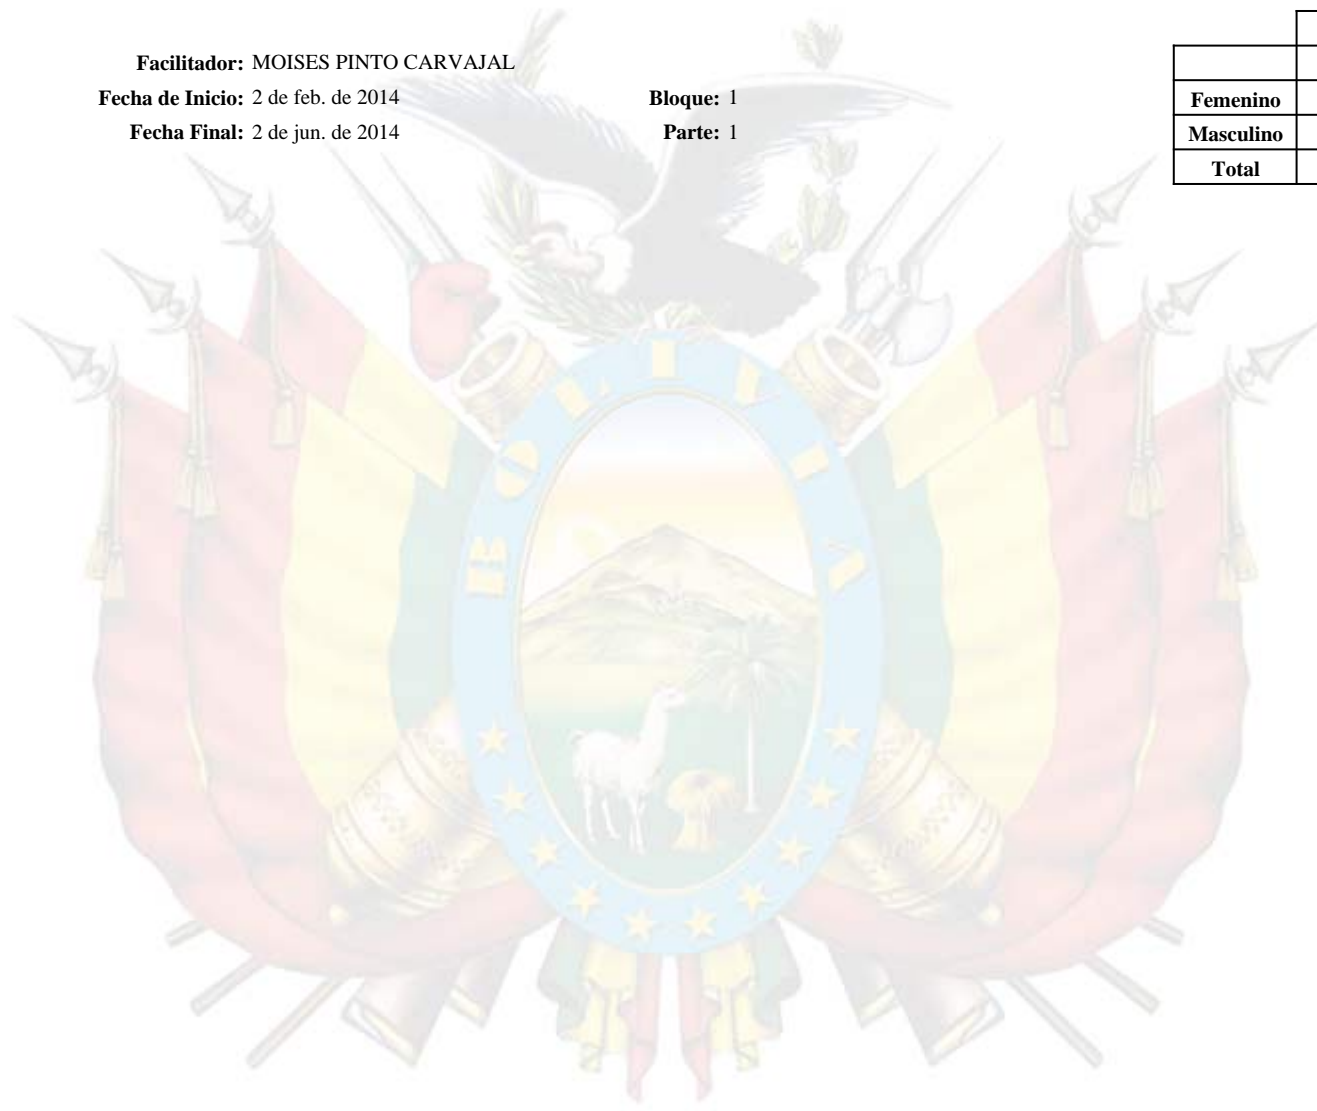 Facilitador: MOISES PINTO CARVAJAL
Fecha de Inicio: 2 de feb. de 2014 Bloque: 1
Fecha Final: 2 de jun. de 2014 Parte: 1
Femenino
Masculino
Total
BOLIVIA